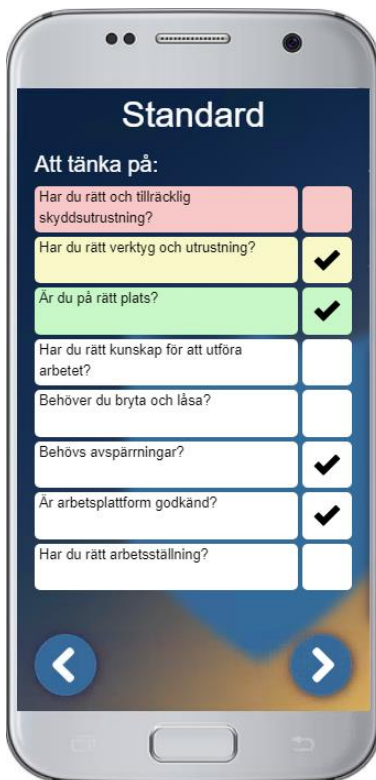 Standard
Att tänka på:
Har du rätt och tillräcklig
skyddsutrustning?
Har du rätt verktyg och utrustning?
Är du på rätt plats?
Har du rätt kunskap för att utföra
arbetet?
Behöver du bryta och låsa?
Behövs avspärrningar?
Är arbetsplattform godkänd?
Har du rätt arbetsställning?